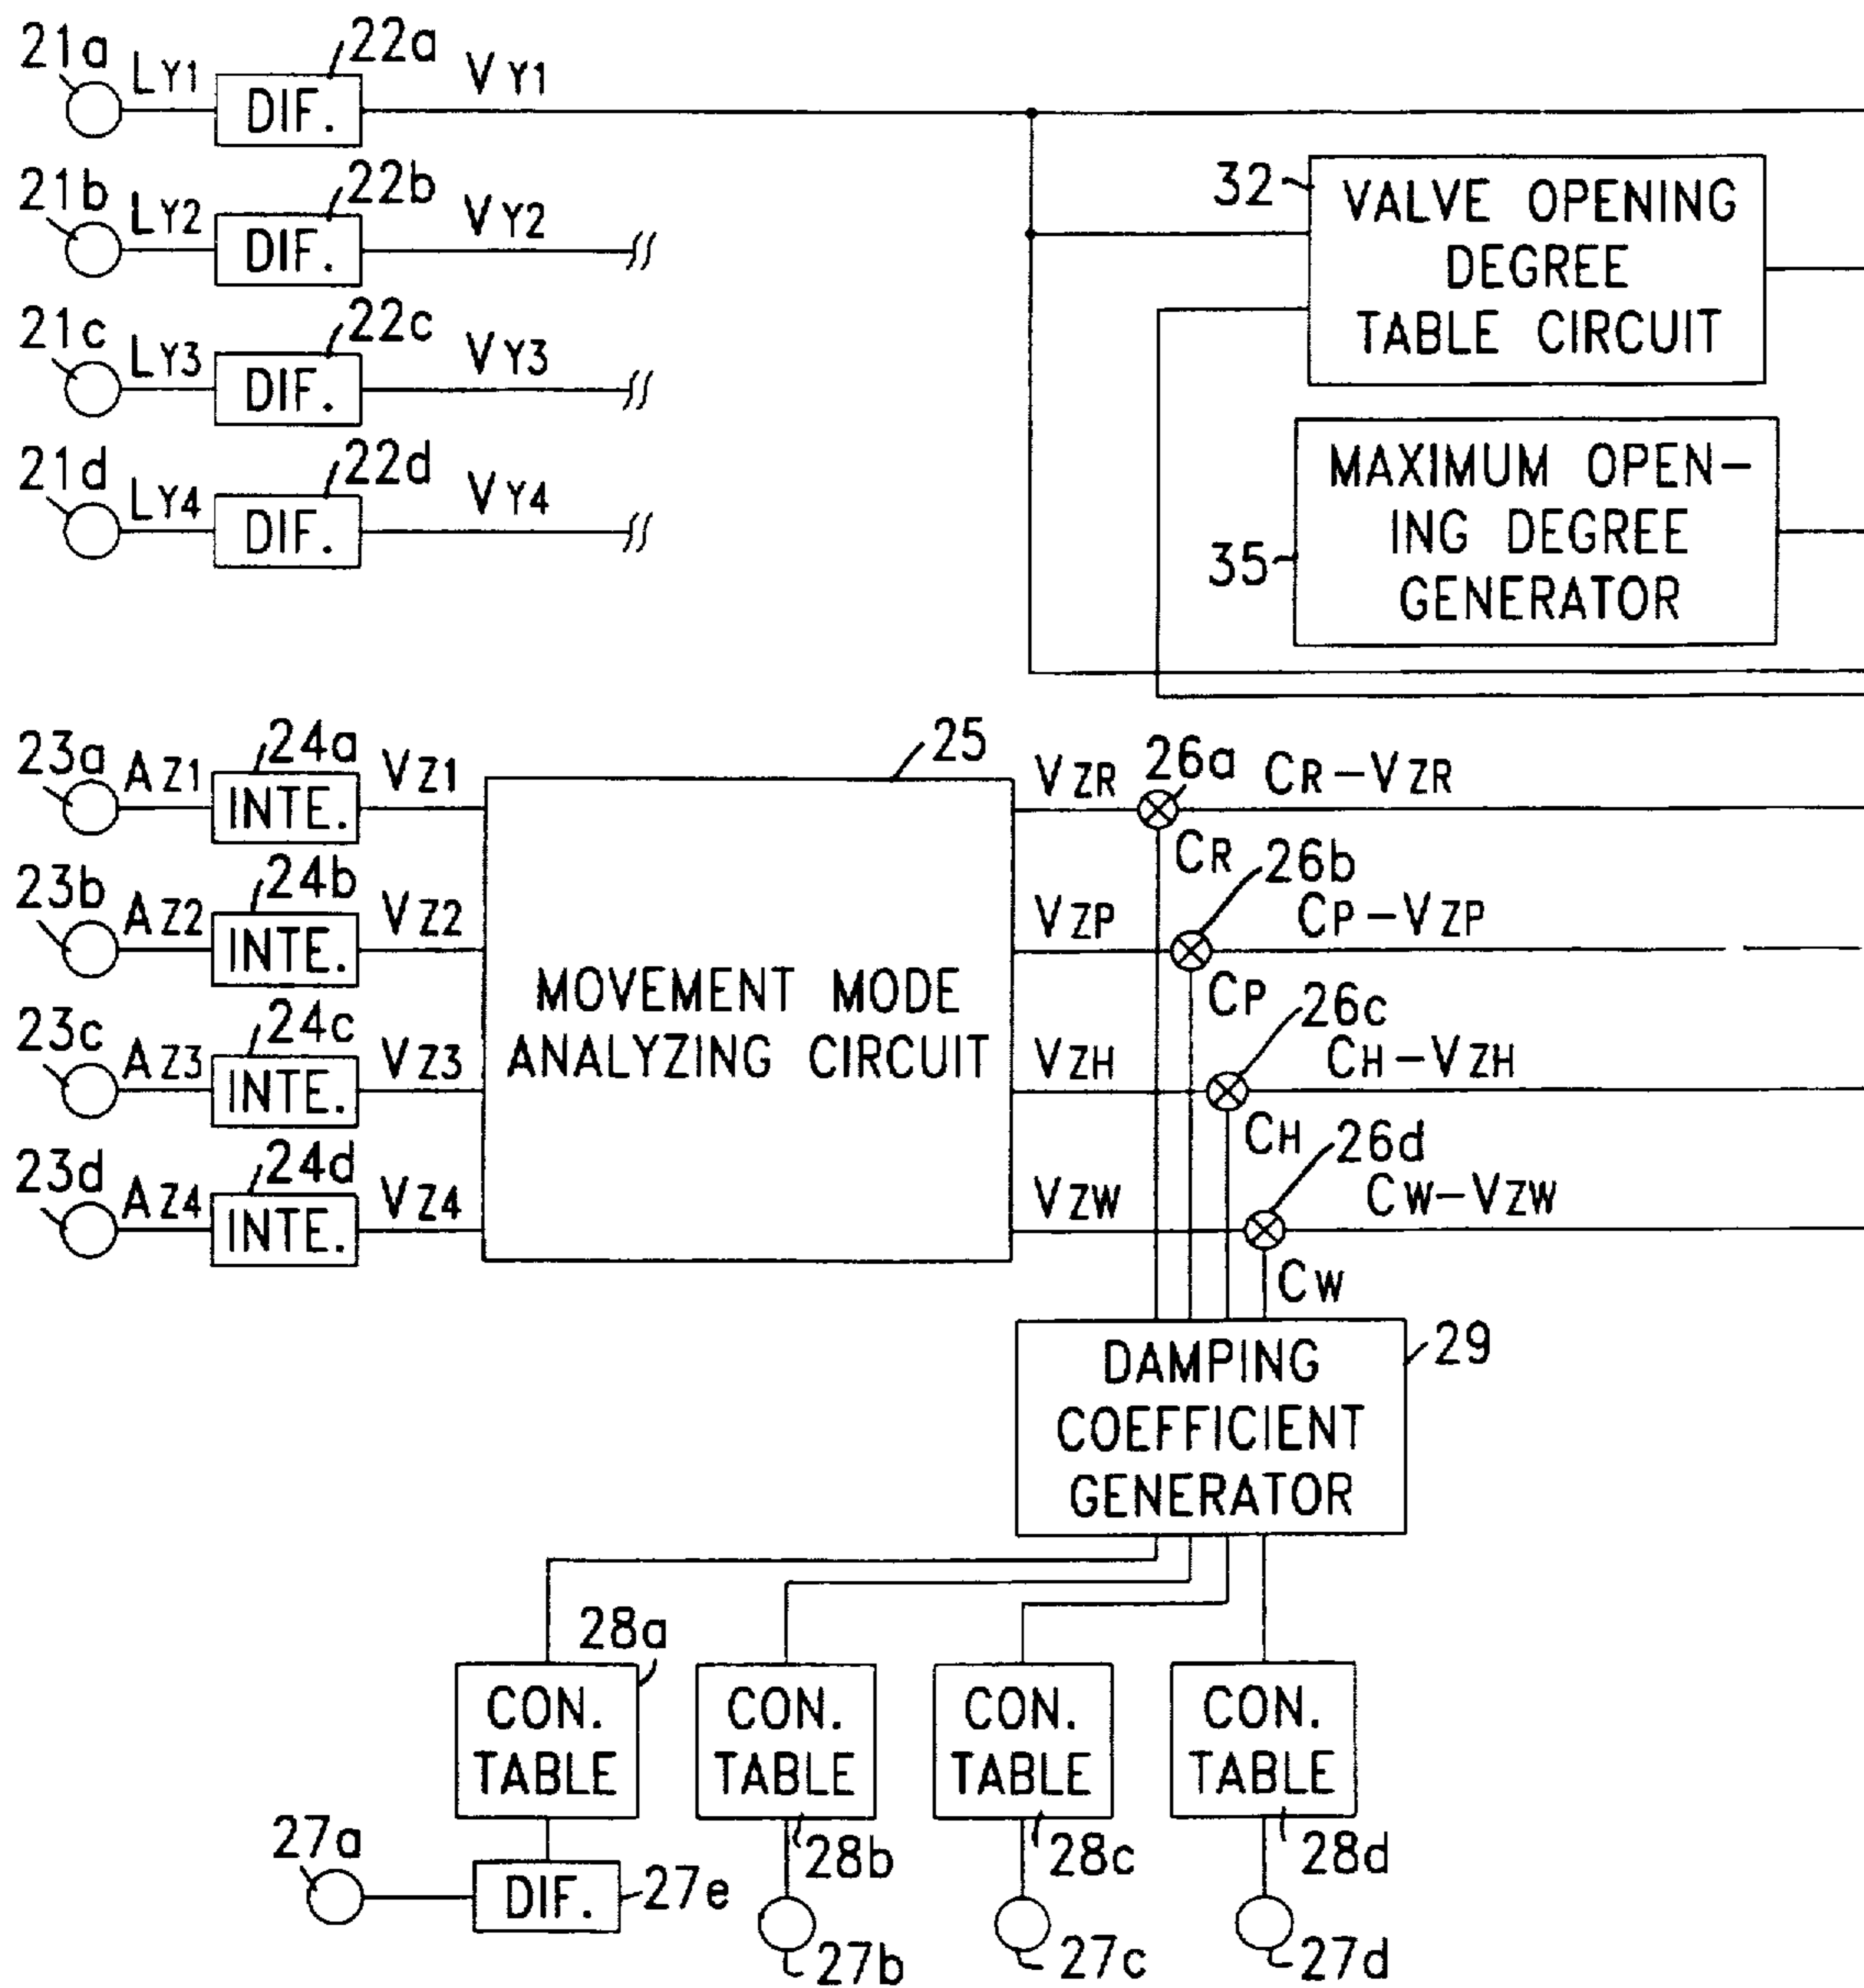 21a LY1 22a VY1
DIF.
21b LY2 22b VY2
DIF.
21c LY3 22c VY3
DIF.
21d LY4 22d VY4
DIF.
32
VALVE OPENING
DEGREE
TABLE CIRCUIT
MAXIMUM OPEN-
ING DEGREE
GENERATOR
35
23a AZ1 24a VZ1
INTE.
23b AZ2 24b VZ2
INTE.
23c AZ3 24c VZ3
INTE.
23d AZ4 24d VZ4
INTE.
25
MOVEMENT MODE
ANALYZING CIRCUIT
VZR 26a CR-VZR
CR
VZP 26b CP-VZP
CP
VZH 26c CH-VZH
CH
VZW 26d CW-VZW
CW
DAMPING
COEFFICIENT
GENERATOR
29
28a
CON.
TABLE
CON.
TABLE
28b
CON.
TABLE
28c
CON.
TABLE
28d
27a
DIF.
27e
27b
27c
27d